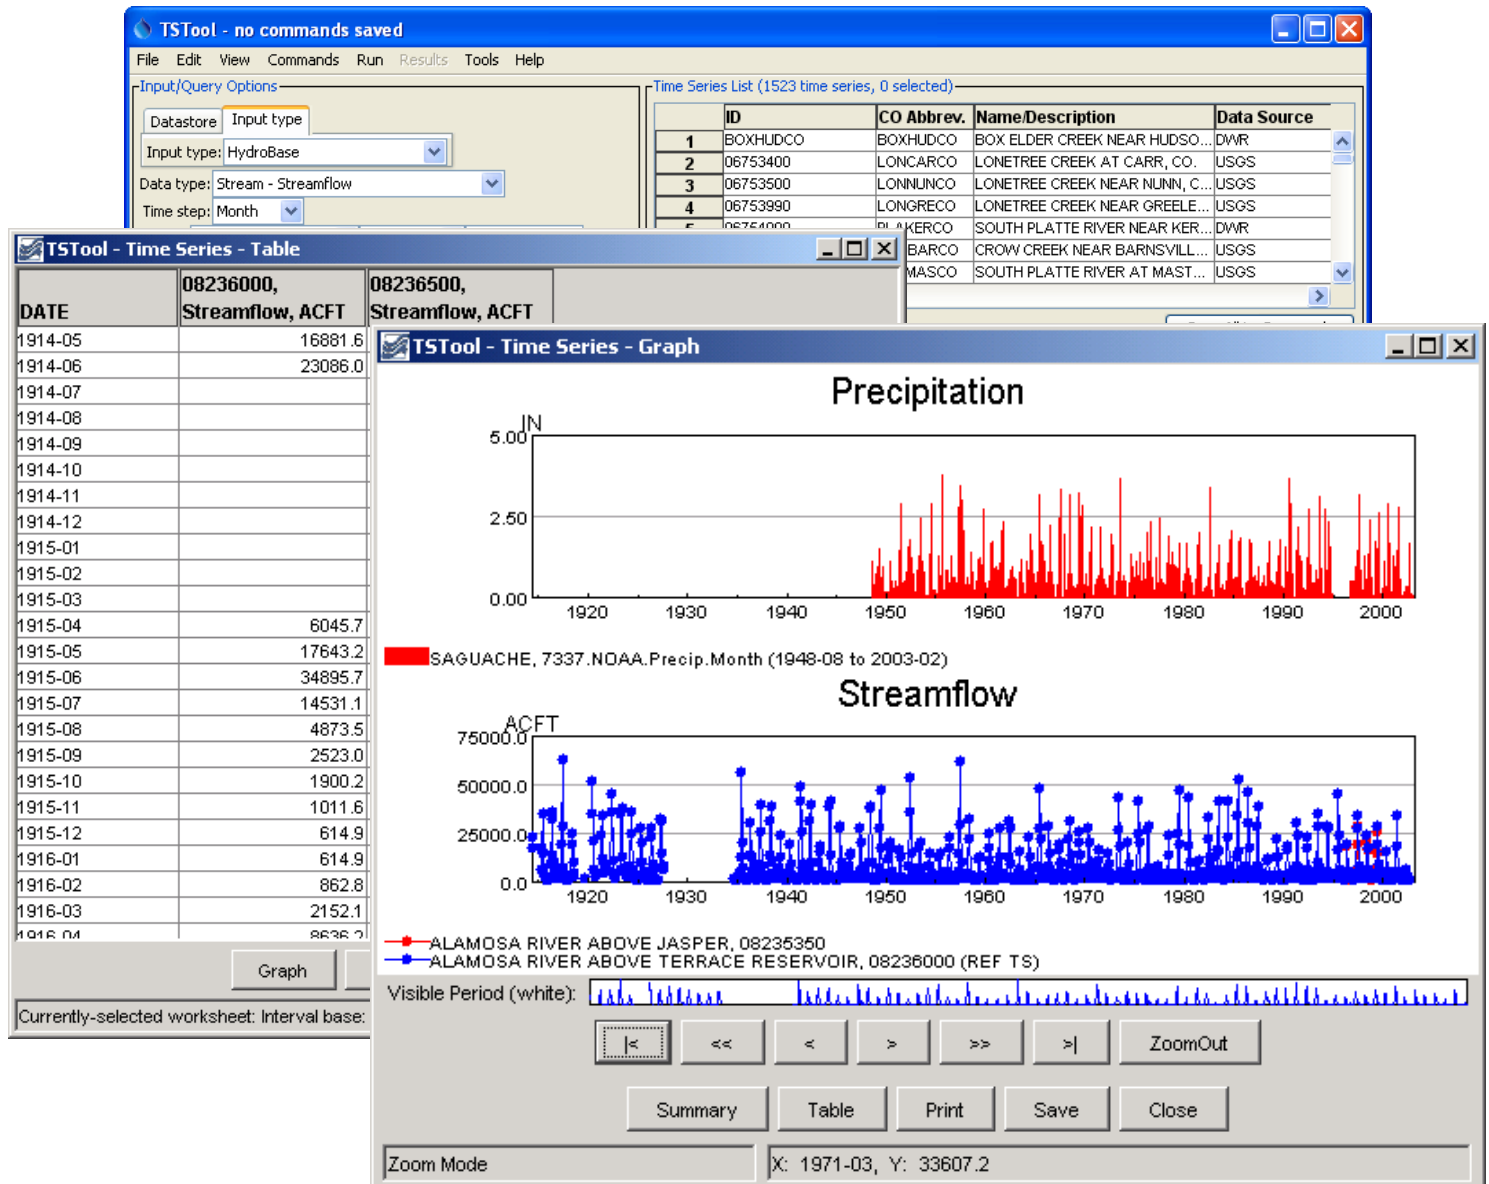 TSTool - no commands saved
File Edit View Commands Run Results Tools Help
Input/Query Options
Datastore Input type
Input type: HydroBase
Data type: Stream - Streamflow
Time step: Month
Time Series List (1523 time series, 0 selected)
ID CO Abbrev. Name/Description Data Source
1 BOXHUDCO BOXHUDCO BOX ELDER CREEK NEAR HUDSO... DWR
2 06753400 LONCARCO LONETREE CREEK AT CARR, CO. USGS
3 06753500 LONNUNCO LONETREE CREEK NEAR NUNN, C... USGS
4 06753990 LONGRECO LONETREE CREEK NEAR GREELE... USGS
SOUTH PLATTE RIVER NEAR KER... DWR
BARCO CROW CREEK NEAR BARNSVILL... USGS
MASCO SOUTH PLATTE RIVER AT MAST... USGS
TSTool - Time Series - Table
DATE 08236000, Streamflow, ACFT 08236500, Streamflow, ACFT
1914-05 16881.6
1914-06 23086.0
1914-07
1914-08
1914-09
1914-10
1914-11
1914-12
1915-01
1915-02
1915-03
1915-04 6045.7
1915-05 17643.2
1915-06 34895.7
1915-07 14531.1
1915-08 4873.5
1915-09 2523.0
1915-10 1900.2
1915-11 1011.6
1915-12 614.9
1916-01 614.9
1916-02 862.8
1916-03 2152.1
1916-04 8636.2
Graph
Currently-selected worksheet: Interval base:
TSTool - Time Series - Graph
Precipitation
IN
5.00
2.50
0.00
1920 1930 1940 1950 1960 1970 1980 1990 2000
SAGUACHE, 7337.NOAA.Precip.Month (1948-08 to 2003-02)
Streamflow
ACFT
75000.0
50000.0
25000.0
0.0
1920 1930 1940 1950 1960 1970 1980 1990 2000
ALAMOSA RIVER ABOVE JASPER, 08235350
ALAMOSA RIVER ABOVE TERRACE RESERVOIR, 08236000 (REF TS)
Visible Period (white):
|< << < > >> >| ZoomOut
Summary Table Print Save Close
Zoom Mode X: 1971-03, Y: 33607.2